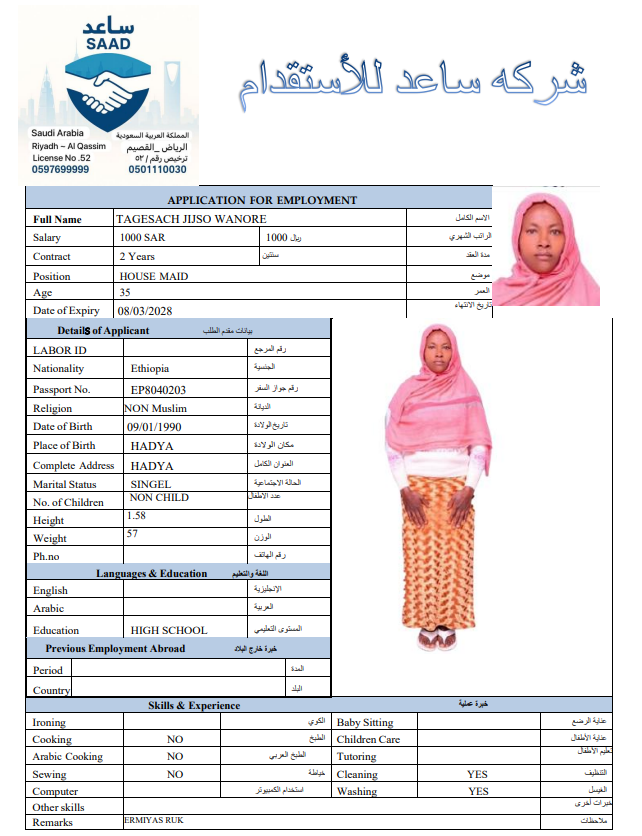 ساعد
SAAD
شركه ساعد للأستقدام
Saudi Arabia المملكة العربية السعودية
Riyadh ~ Al Qassim الرياض _القصيم
License No .52 ترخيص رقم / ٥٢
0597699999 0501110030
APPLICATION FOR EMPLOYMENT
Full Name TAGESACH JIJSO WANORE الاسم الكامل
Salary 1000 SAR 1000 ريال الراتب الشهري
Contract 2 Years سنتين مدة العقد
Position HOUSE MAID موضع
Age 35 العمر
Date of Expiry 08/03/2028 تاريخ الانتهاء
Details of Applicant بيانات مقدم الطلب
LABOR ID رقم المرجع
Nationality Ethiopia الجنسية
Passport No. EP8040203 رقم جواز السفر
Religion NON Muslim الديانة
Date of Birth 09/01/1990 تاريخ الولادة
Place of Birth HADYA مكان الولادة
Complete Address HADYA العنوان الكامل
Marital Status SINGEL الحالة الاجتماعية
No. of Children NON CHILD عدد الاطفال
Height 1.58 الطول
Weight 57 الوزن
Ph.no رقم الهاتف
Languages & Education اللغة والتعليم
English الإنجليزية
Arabic العربية
Education HIGH SCHOOL المستوى التعليمي
Previous Employment Abroad خبرة خارج البلاد
Period المدة
Country البلد
Skills & Experience خبرة عملية
Ironing الكوي Baby Sitting عناية الرضع
Cooking NO الطبخ Children Care عناية الأطفال
Arabic Cooking NO الطبخ العربي Tutoring تعليم الأطفال
Sewing NO خياطة Cleaning YES التنظيف
Computer استخدام الكمبيوتر Washing YES الغيسل
Other skills خبرات أخرى
Remarks ERMIYAS RUK ملاحظات